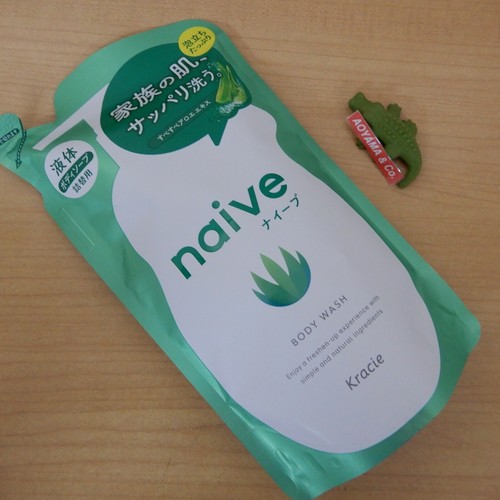 泡立ち
たっぷり
家族の肌、
サッパリ洗う。
すべすべアロエエキス
液体
ボディソープ
詰替用
naive
ナイーブ
BODY WASH
Enjoy a freshen-up experience with
simple and natural ingredients
Kracie
AOYAMA & Co.